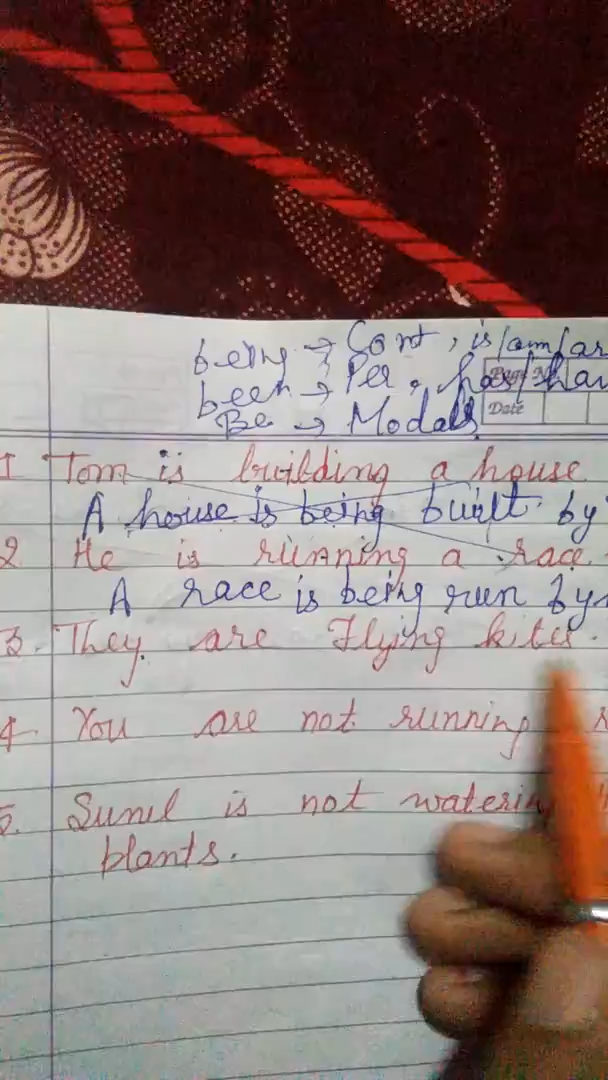 being → Cont, is/am/ar
been → Per, has/hav
Be → Modals
Page No
Date
1 Tom is building a house
A house is being built by
2 He is running a race.
A race is being run by
3. They are Flying kites.
4. You are not running
5. Sunil is not waterin
plants.